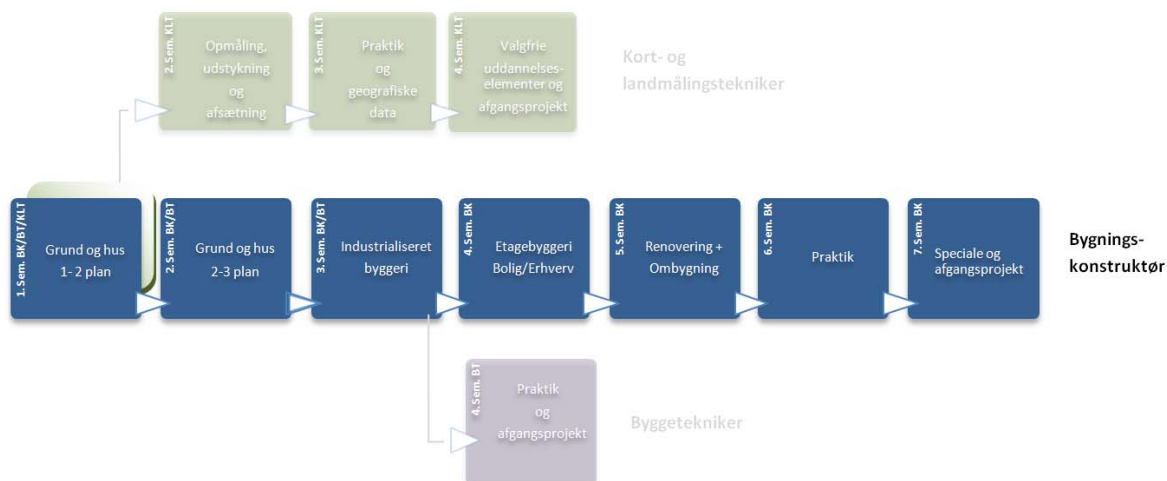 2. Sem. KLT
Opmåling,
udstykning
og
afsætning
3. Sem. KLT
Praktik
og
geografiske
data
4. Sem. KLT
Valgfrie
uddannelses-
elementer og
afgangsprojekt
Kort- og
landmålingstekniker
1. Sem. BK/BT/KLT
Grund og hus
1- 2 plan
2. Sem. BK/BT
Grund og hus
2-3 plan
3. Sem. BK/BT
Industrialiseret
byggeri
4. Sem. BK
Etagebyggeri
Bolig/Erhverv
5. Sem. BK
Renovering +
Ombygning
6. Sem. BK
Praktik
7. Sem. BK
Speciale og
afgangsprojekt
Bygnings-
konstruktør
4. Sem. BT
Praktik
og
afgangsprojekt
Byggetekniker